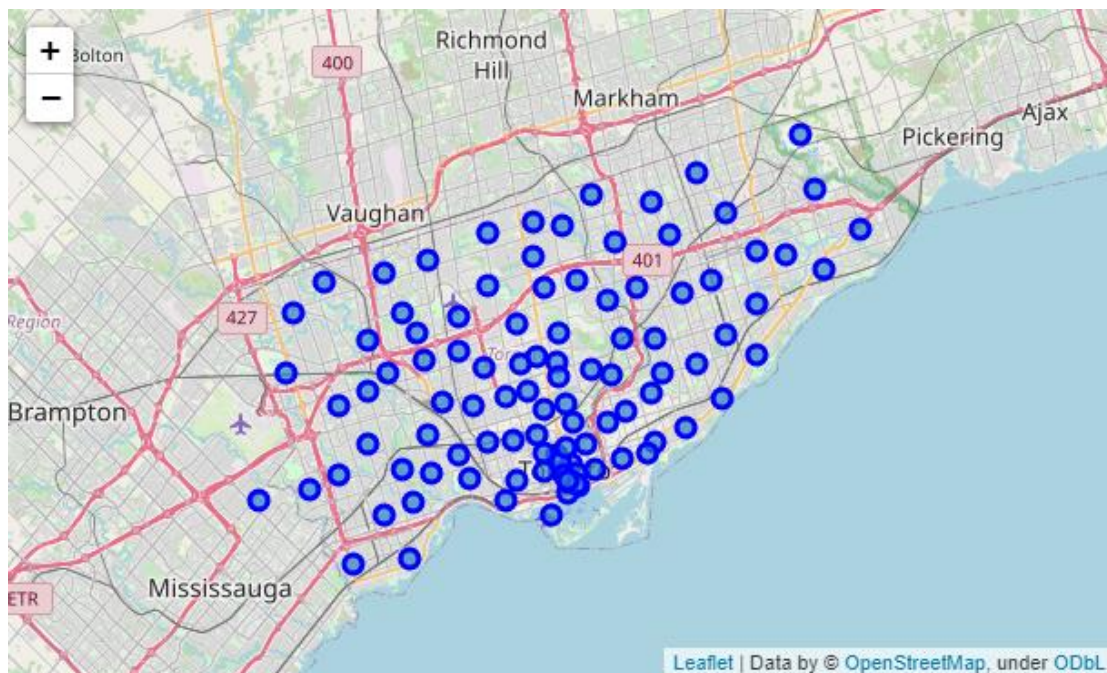 +
−
Bolton
400
Richmond
Hill
Markham
Ajax
Pickering
Vaughan
401
427
Region
Brampton
Mississauga
ETR
Leaflet | Data by © OpenStreetMap, under ODbL